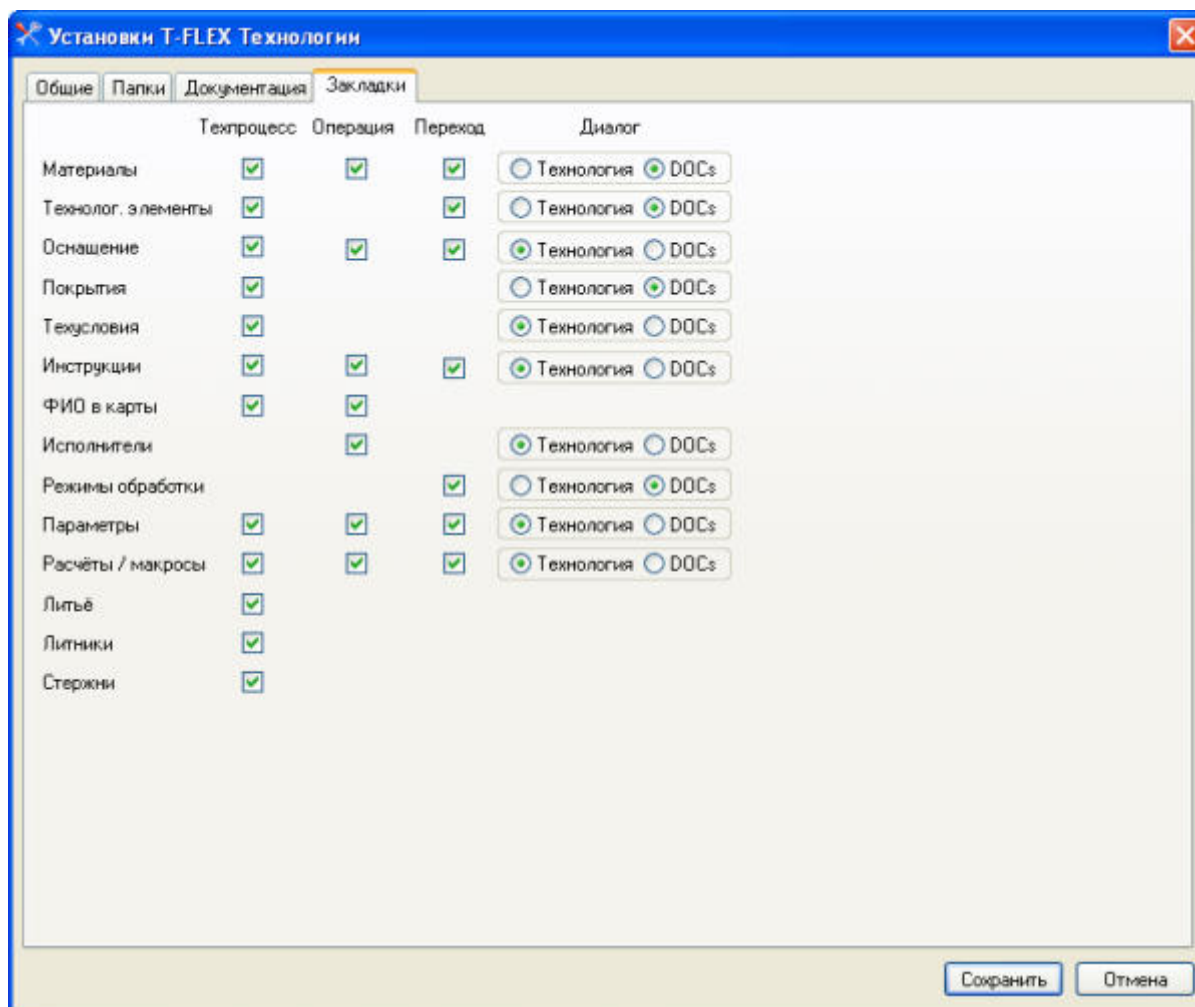 Установки T-FLEX Технологии
Общие Папки Документация Закладки
Техпроцесс Операция Переход Диалог
Материалы Технология DOCs
Технолог. элементы Технология DOCs
Оснащение Технология DOCs
Покрытия Технология DOCs
Техусловия Технология DOCs
Инструкции Технология DOCs
ФИО в карты
Исполнители Технология DOCs
Режимы обработки Технология DOCs
Параметры Технология DOCs
Расчёты / макросы Технология DOCs
Литьё
Литники
Стержни
Сохранить Отмена